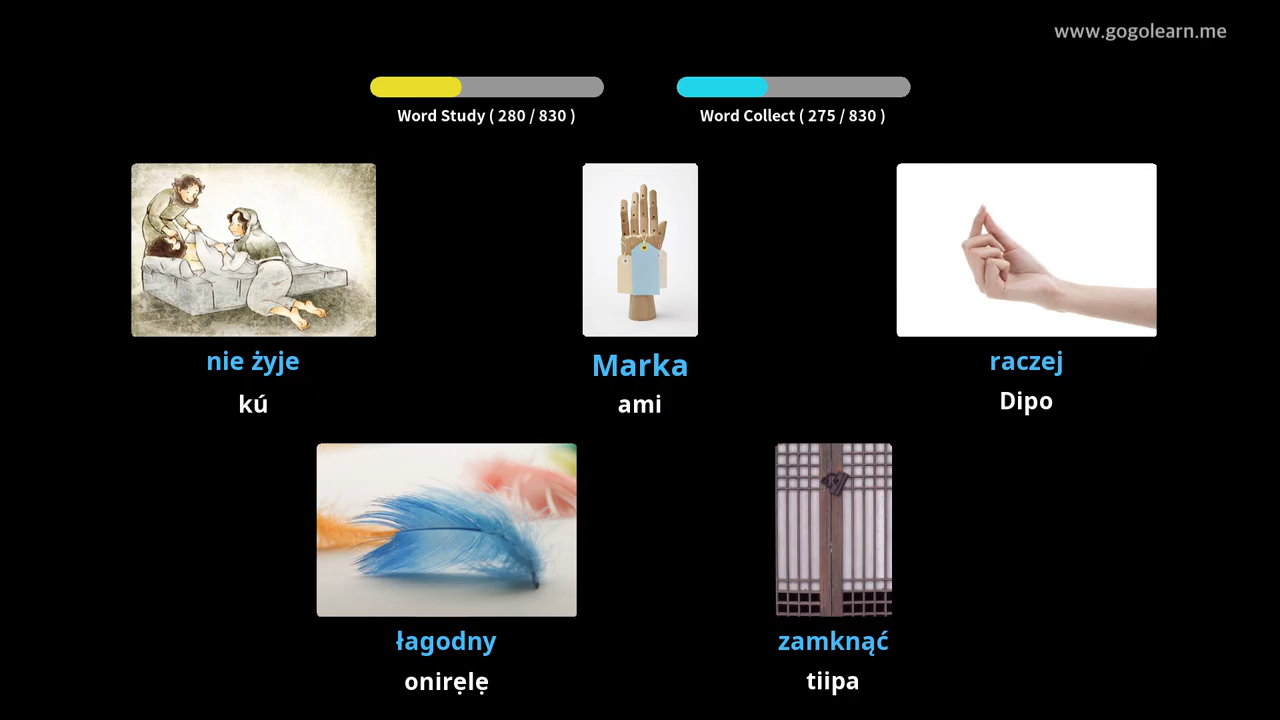 www.gogolearn.me
Word Study ( 280 / 830 )
Word Collect ( 275 / 830 )
nie żyje
kú
Marka
ami
raczej
Dipo
łagodny
onirẹlẹ
zamknąć
tiipa